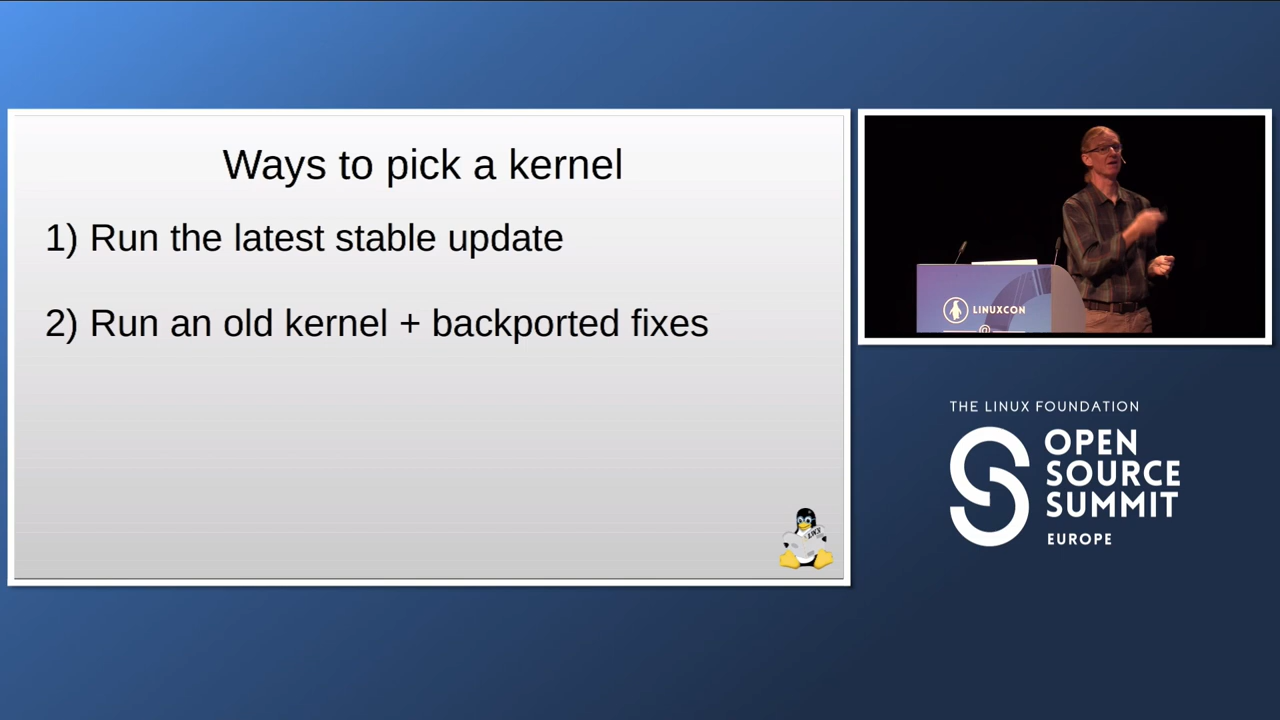 Ways to pick a kernel
1) Run the latest stable update
2) Run an old kernel + backported fixes
LINUXCON
THE LINUX FOUNDATION
OPEN
SOURCE
SUMMIT
EUROPE